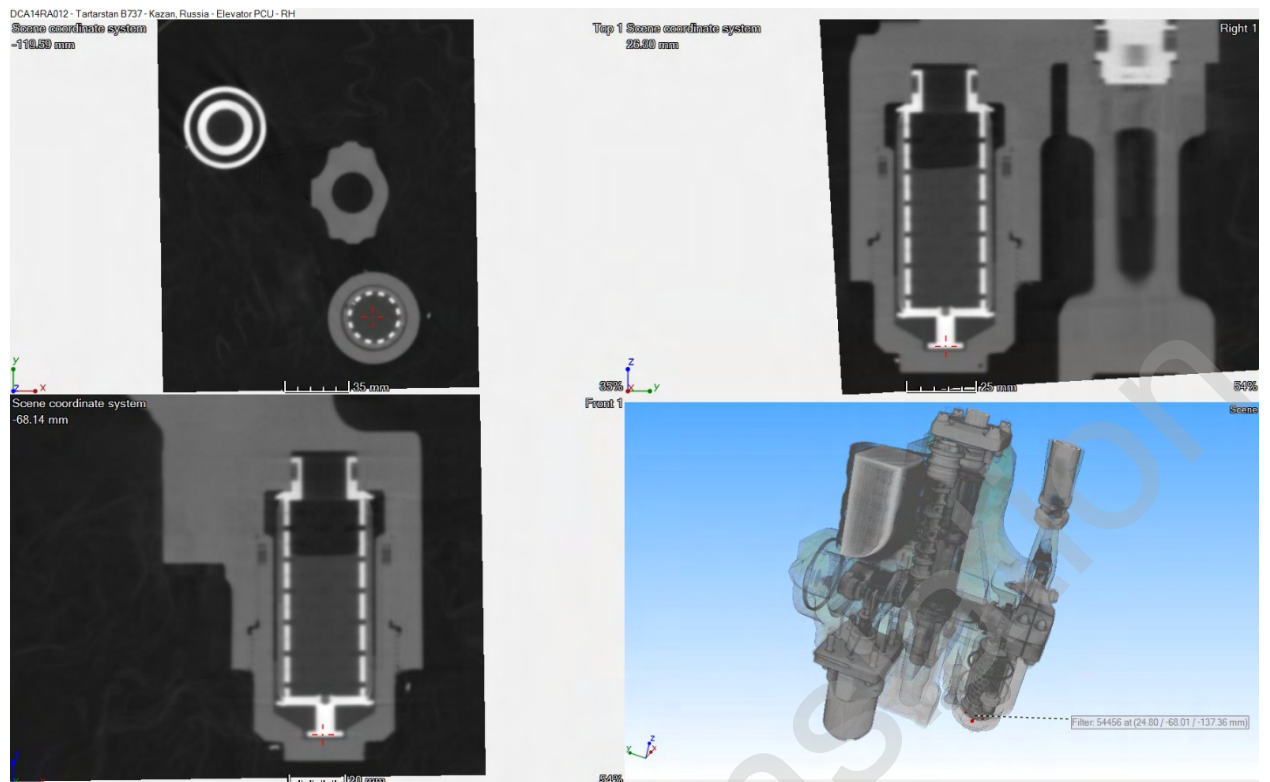 DCA14RA012 - Tartarstan B737 - Kazan, Russia - Elevator PCU - RH
Scene coordinate system
-119.59 mm
Top 1
35 mm
35%
y
z
x
Scene coordinate system
26.30 mm
Right 1
25 mm
54%
z
x
y
Scene coordinate system
-68.14 mm
Front 1
20 mm
54%
Scene
Filter: 54456 at (24.80 / -68.01 / -137.36 mm)
z
y
x